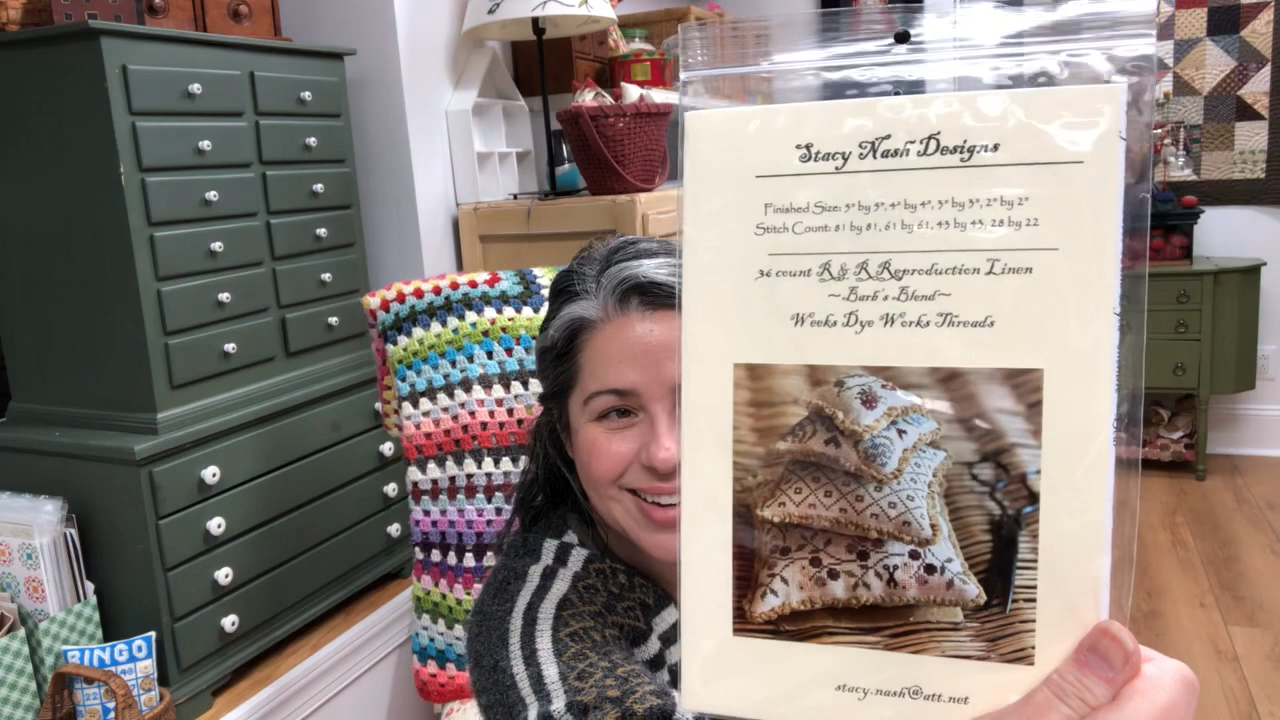 Stacy Nash Designs
Finished Size: 5" by 5", 4" by 4", 3" by 3", 2" by 2"
Stitch Count: 81 by 81, 61 by 61, 43 by 43, 28 by 22
36 count R & R Reproduction Linen
~Barb's Blend~
Weeks Dye Works Threads
stacy.nash@att.net
BINGO